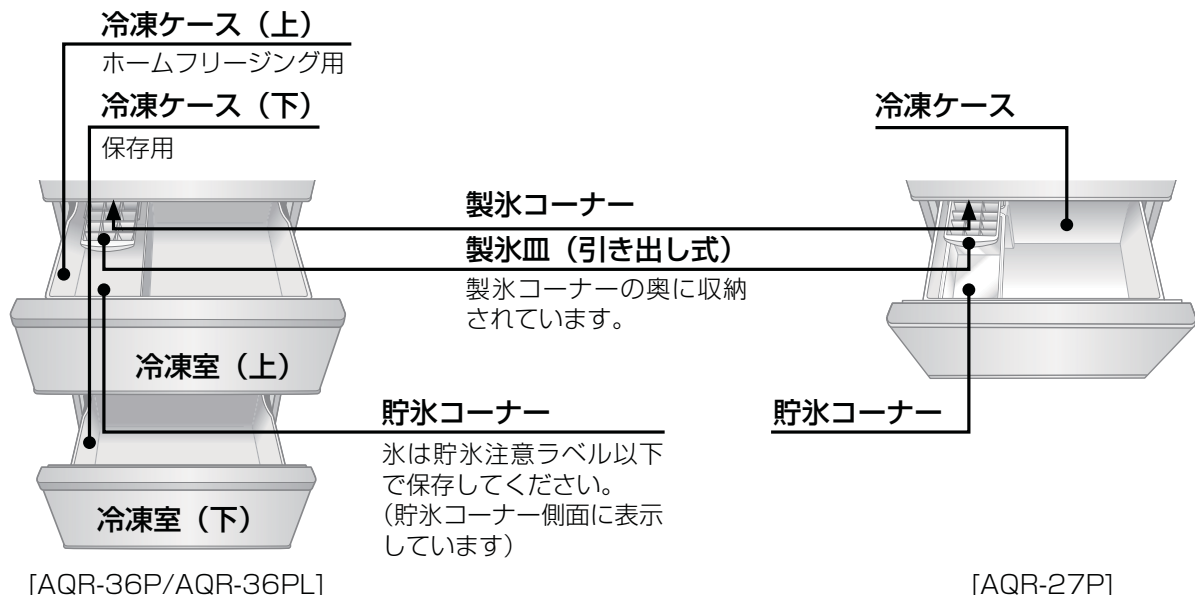 冷凍ケース（上）
ホームフリージング用
冷凍ケース（下）
保存用
冷凍ケース
製氷コーナー
製氷皿（引き出し式）
製氷コーナーの奥に収納
されています。
冷凍室（上）
貯氷コーナー
氷は貯氷注意ラベル以下
で保存してください。
（貯氷コーナー側面に表示
しています）
貯氷コーナー
冷凍室（下）
[AQR-36P/AQR-36PL]
[AQR-27P]